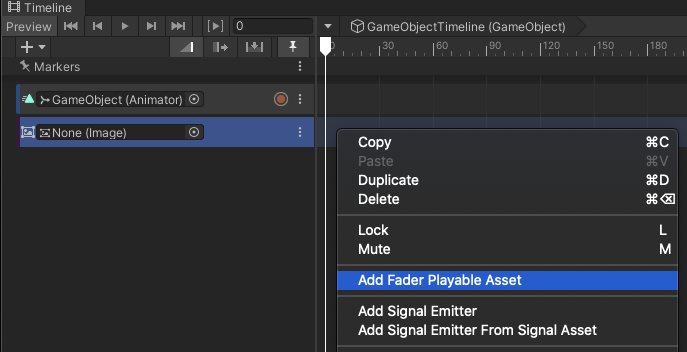 Timeline
Preview
0
GameObjectTimeline (GameObject)
0 30 60 90 120 150 180
Markers
GameObject (Animator)
None (Image)
Copy ⌘C
Paste ⌘V
Duplicate ⌘D
Delete ⌘⌫
Lock L
Mute M
Add Fader Playable Asset
Add Signal Emitter
Add Signal Emitter From Signal Asset